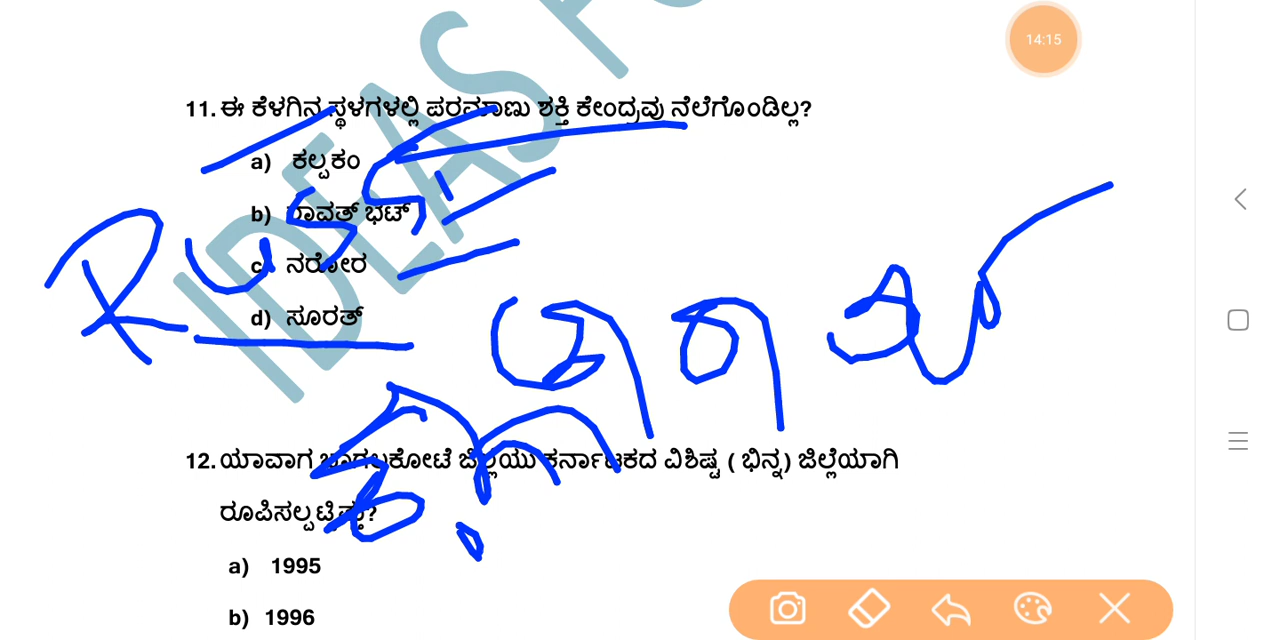 14:15
11. ಈ ಕೆಳಗಿನ ಸ್ಥಳಗಳಲ್ಲಿ ಪರಮಾಣು ಶಕ್ತಿ ಕೇಂದ್ರವು ನೆಲೆಗೊಂಡಿಲ್ಲ?
a) ಕಲ್ಪಕಂ
b) ರಾವತ್ ಭಟ್
c) ನರೋರ
d) ಸೂರತ್
IDEAS
12. ಯಾವಾಗ ಬಾಗಲಕೋಟೆ ಜಿಲ್ಲೆಯು ಕರ್ನಾಟಕದ ವಿಶಿಷ್ಟ ( ಭಿನ್ನ) ಜಿಲ್ಲೆಯಾಗಿ
ರೂಪಿಸಲ್ಪಟ್ಟಿತ್ತು?
a) 1995
b) 1996